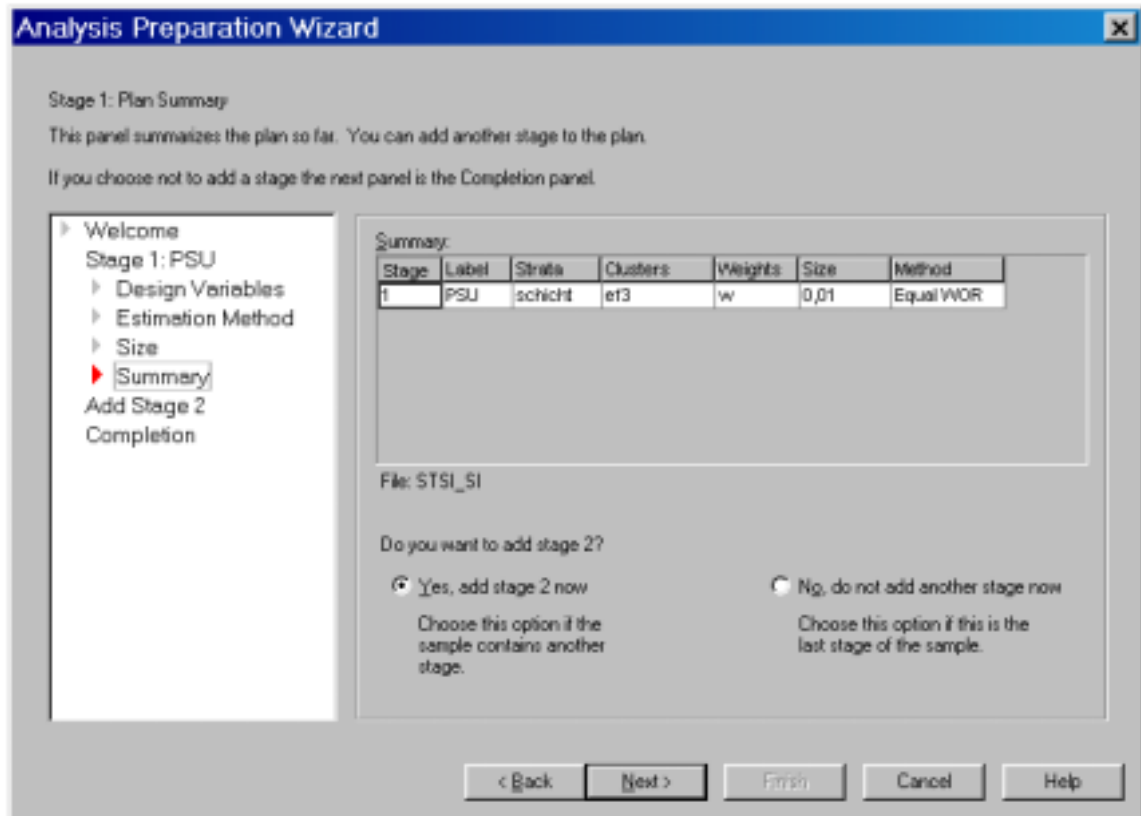 Analysis Preparation Wizard
Stage 1: Plan Summary
This panel summarizes the plan so far. You can add another stage to the plan.
If you choose not to add a stage the next panel is the Completion panel.
Welcome
Stage 1: PSU
Design Variables
Estimation Method
Size
Summary
Add Stage 2
Completion
Summary:
Stage Label Strata Clusters Weights Size Method
1 PSU schicht ef3 w 0,01 Equal WOR
File: STSI_SI
Do you want to add stage 2?
Yes, add stage 2 now
Choose this option if the
sample contains another
stage.
No, do not add another stage now
Choose this option if this is the
last stage of the sample.
< Back Next > Finish Cancel Help